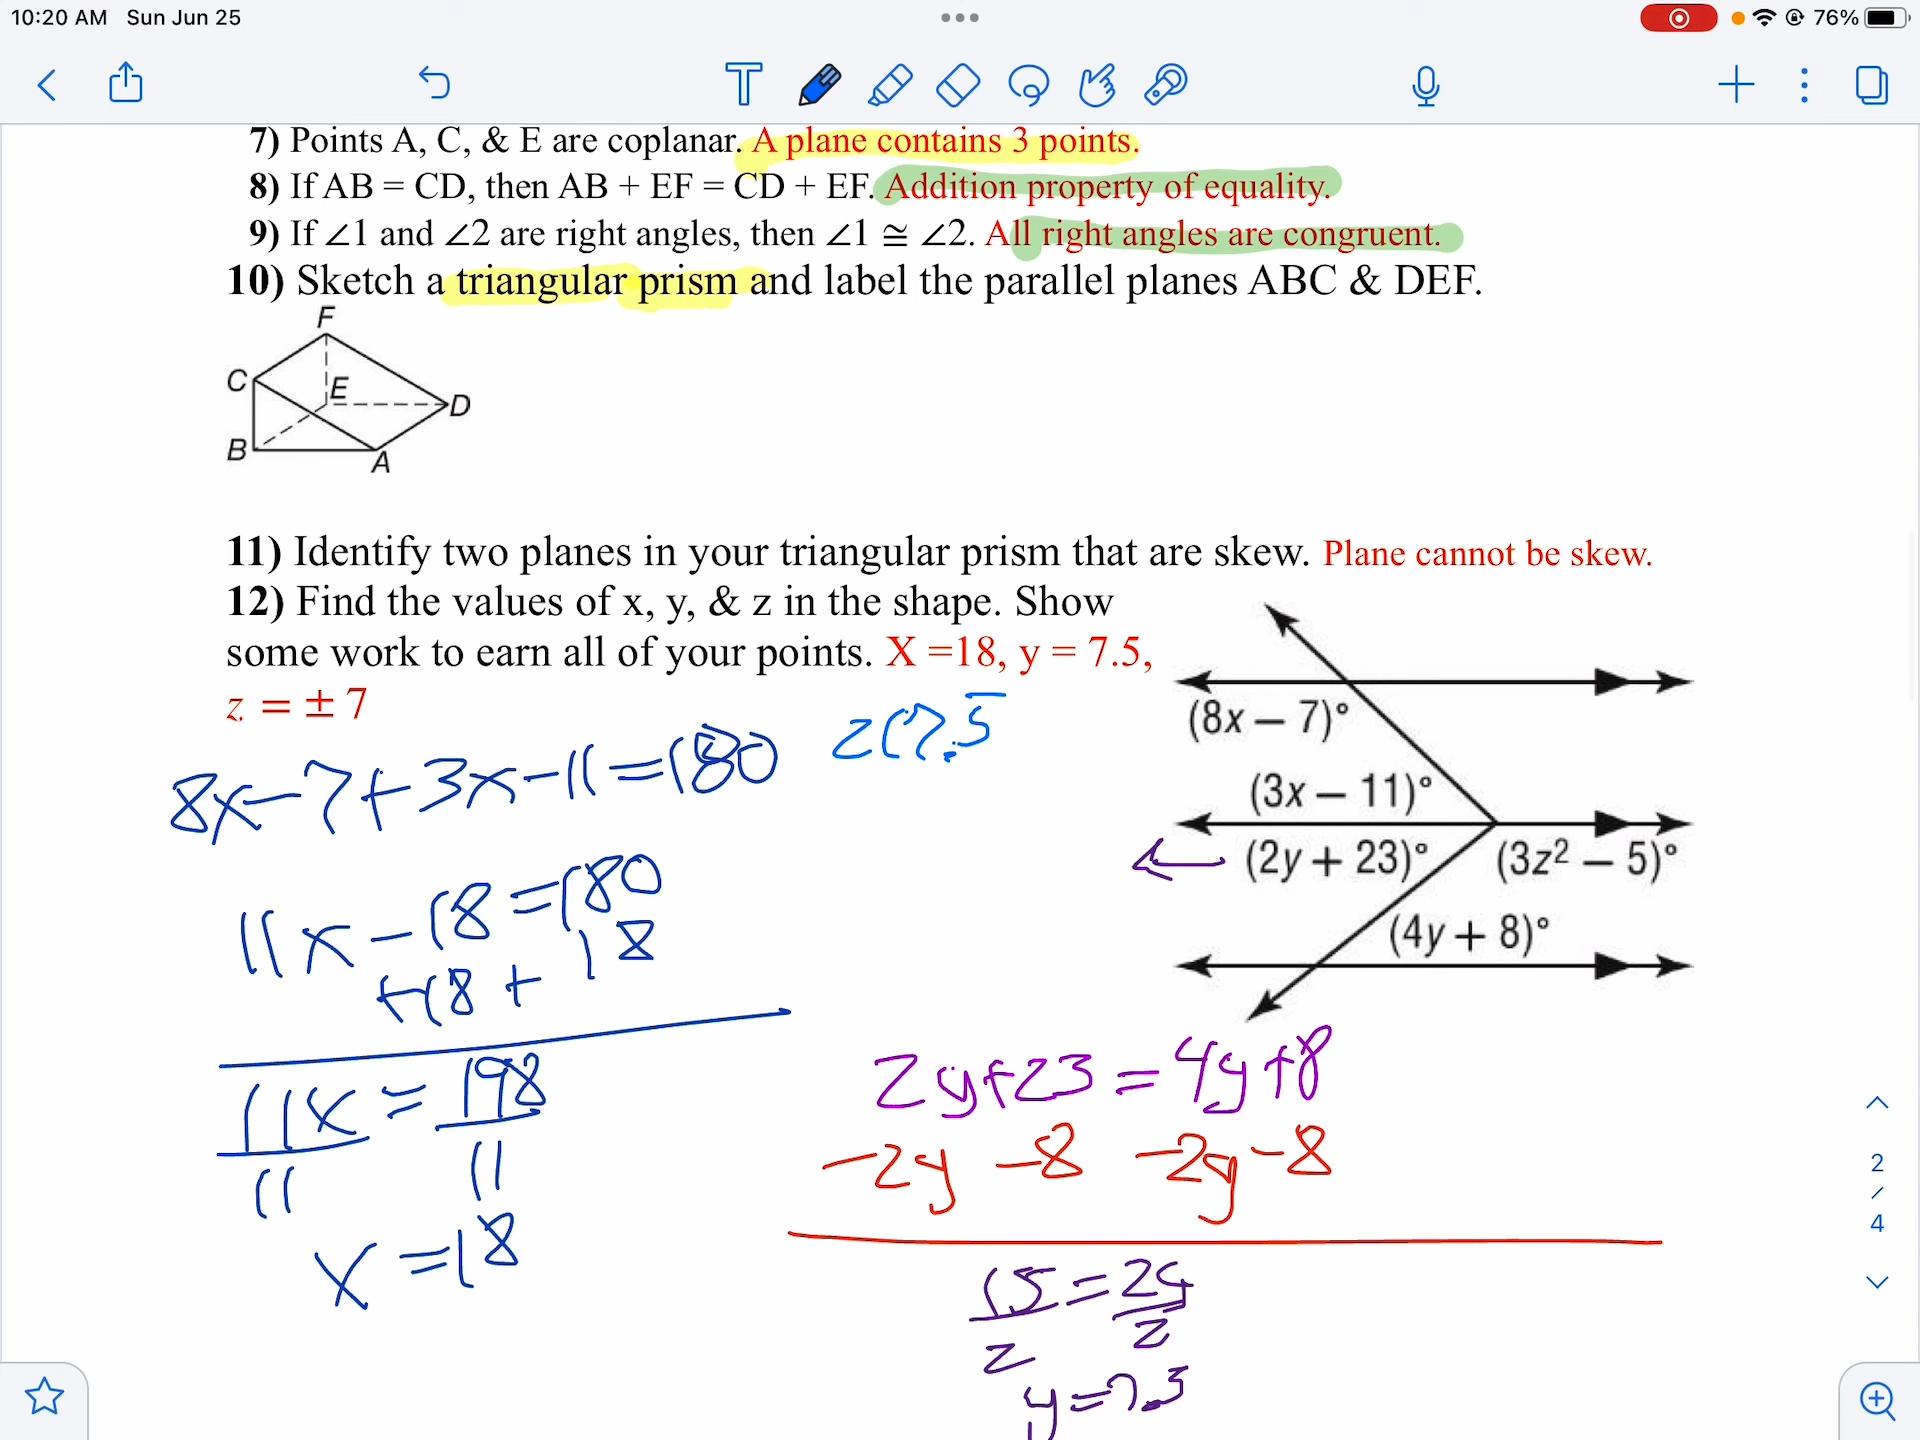 10:20 AM Sun Jun 25
76%
7) Points A, C, & E are coplanar. A plane contains 3 points.
8) If AB = CD, then AB + EF = CD + EF. Addition property of equality.
9) If ∠1 and ∠2 are right angles, then ∠1 ≅ ∠2. All right angles are congruent.
10) Sketch a triangular prism and label the parallel planes ABC & DEF.
F
C
E
D
B
A
11) Identify two planes in your triangular prism that are skew. Plane cannot be skew.
12) Find the values of x, y, & z in the shape. Show
some work to earn all of your points. X =18, y = 7.5,
z = ± 7
(8x – 7)°
(3x – 11)°
(2y + 23)°
(3z² – 5)°
(4y + 8)°
8x-7+3x-11=180
2(7.5
11x-18=180
+18 + 18
11x = 198
11 11
x =18
2y+23 = 4y+8
-2y -8 -2y -8
15 = 2y
2 2
y=7.5
2
/
4